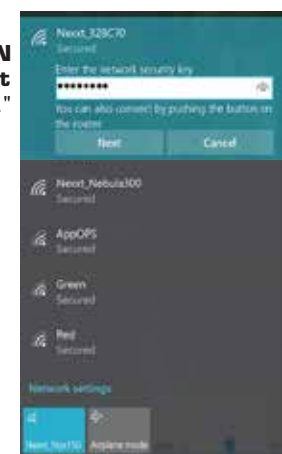 N
t
"
Nexxt_328C70
Secured
Enter the network security key
••••••••
You can also connect by pushing the button on
the router
Next
Cancel
Nexxt_Nebula300
Secured
AppOPS
Secured
Green
Secured
Red
Secured
Network settings
Airplane mode